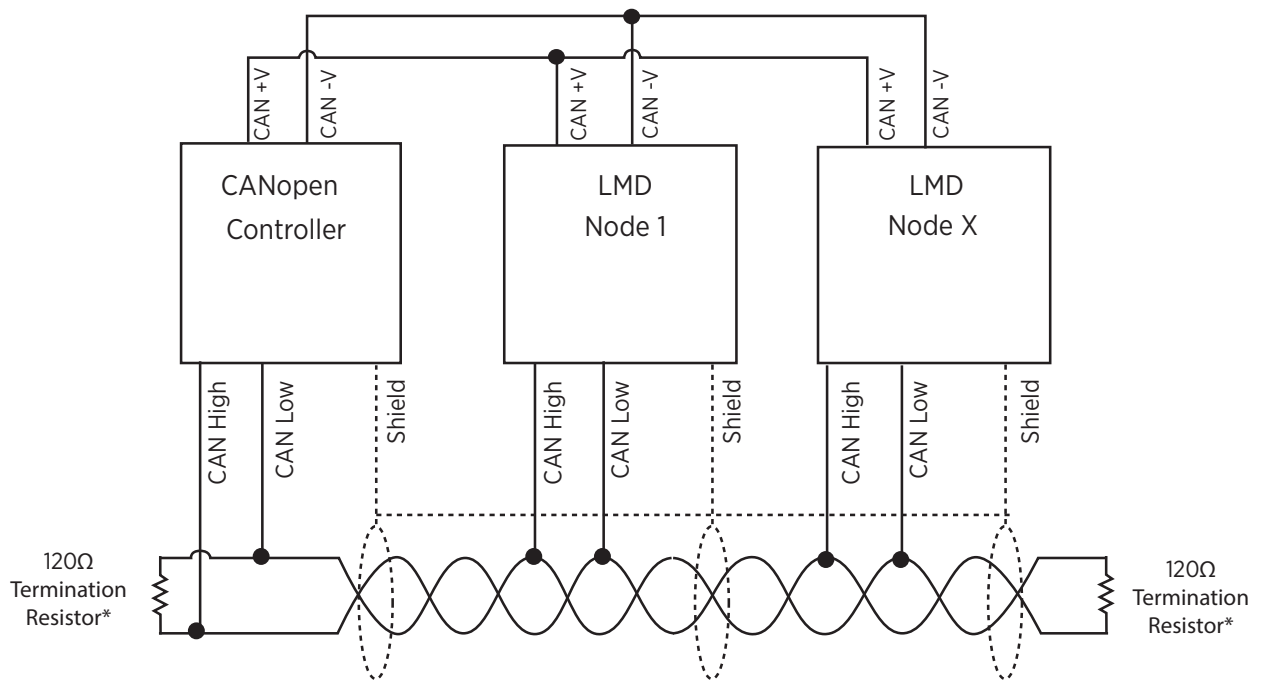 CAN +V
CAN -V
CAN +V
CAN -V
CAN +V
CAN -V
CANopen
Controller
LMD
Node 1
LMD
Node X
CAN High
CAN Low
Shield
CAN High
CAN Low
Shield
CAN High
CAN Low
Shield
120Ω
Termination
Resistor*
120Ω
Termination
Resistor*